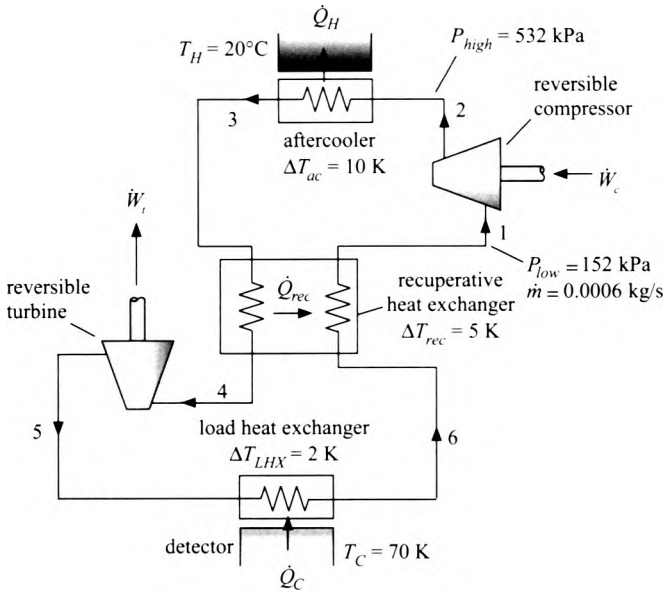 Q̇_H
T_H = 20°C
P_high = 532 kPa
reversible
compressor
3
2
aftercooler
ΔT_ac = 10 K
Ẇ_c
Ẇ_t
1
P_low = 152 kPa
ṁ = 0.0006 kg/s
reversible
turbine
Q̇_rec
recuperative
heat exchanger
ΔT_rec = 5 K
4
5
load heat exchanger
ΔT_LHX = 2 K
6
detector
T_C = 70 K
Q̇_C